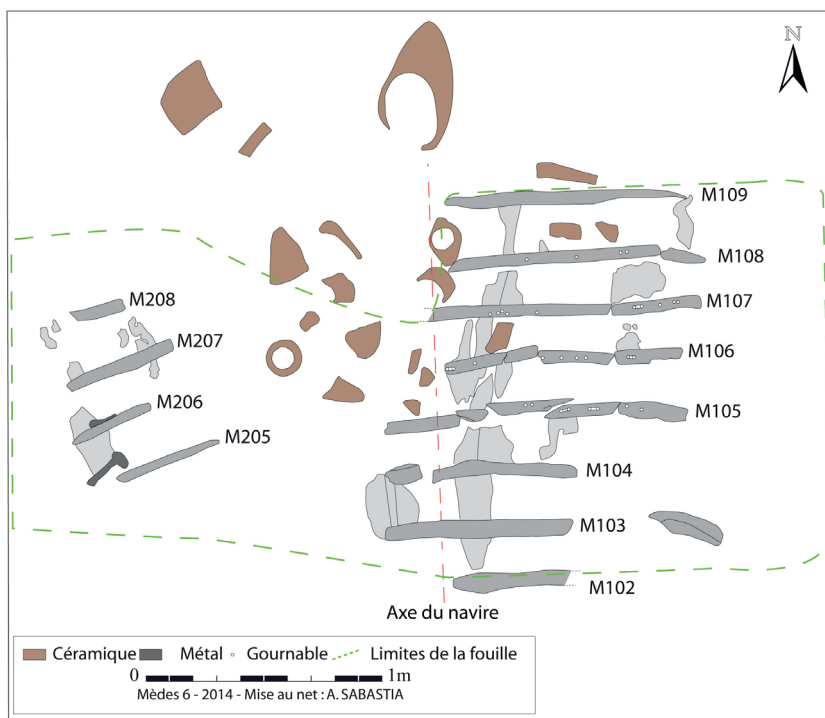 N
M109
M108
M208
M107
M207
M106
M206
M105
M205
M104
M103
M102
Axe du navire
Céramique Métal Gournable Limites de la fouille
0 1m
Mèdes 6 - 2014 - Mise au net : A. SABASTIA